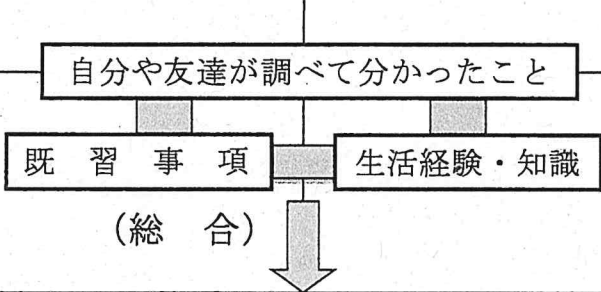 自分や友達が調べて分かったこと
既習事項
生活経験・知識
（総合）